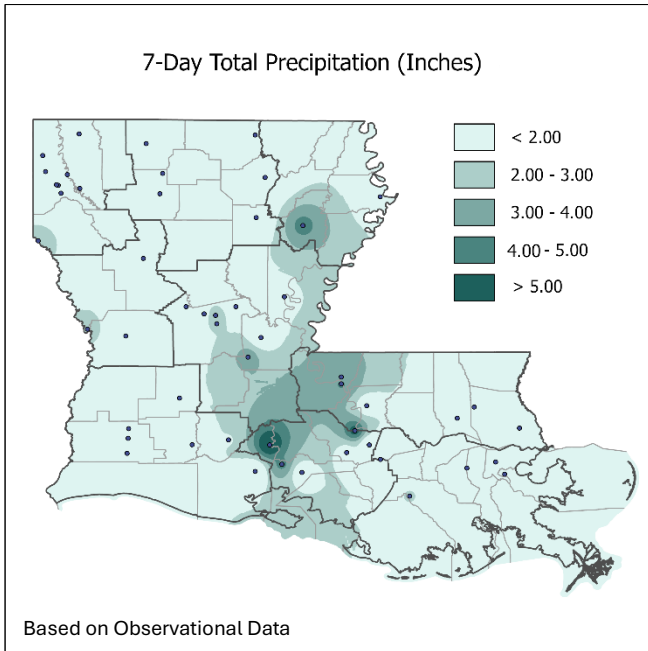 7-Day Total Precipitation (Inches)
< 2.00
2.00 - 3.00
3.00 - 4.00
4.00 - 5.00
> 5.00
Based on Observational Data